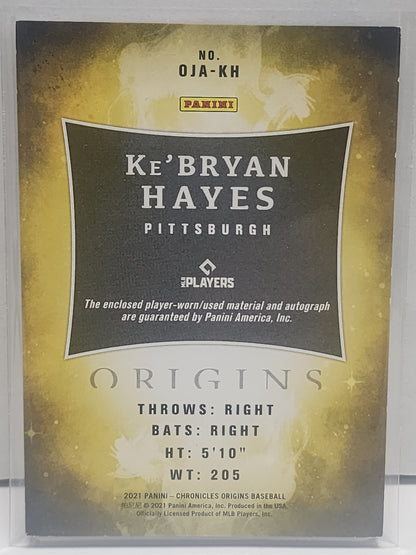 NO.
OJA-KH
PANINI
KE'BRYAN
HAYES
PITTSBURGH
MLB PLAYERS
The enclosed player-worn/used material and autograph
are guaranteed by Panini America, Inc.
ORIGINS
THROWS: RIGHT
BATS: RIGHT
HT: 5'10"
WT: 205
2021 PANINI – CHRONICLES ORIGINS BASEBALL
© 2021 Panini America, Inc. Produced in the USA.
Officially Licensed Product of MLB Players, Inc.